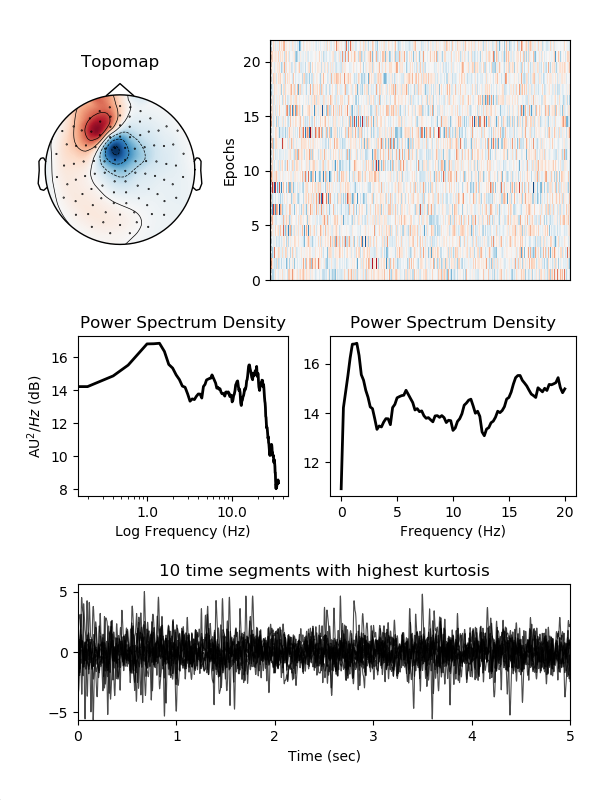 Topomap
Epochs
20
15
10
5
0
Power Spectrum Density
AU²/Hz (dB)
16
14
12
10
8
1.0 10.0
Log Frequency (Hz)
Power Spectrum Density
16
14
12
0 5 10 15 20
Frequency (Hz)
10 time segments with highest kurtosis
5
0
−5
0 1 2 3 4 5
Time (sec)